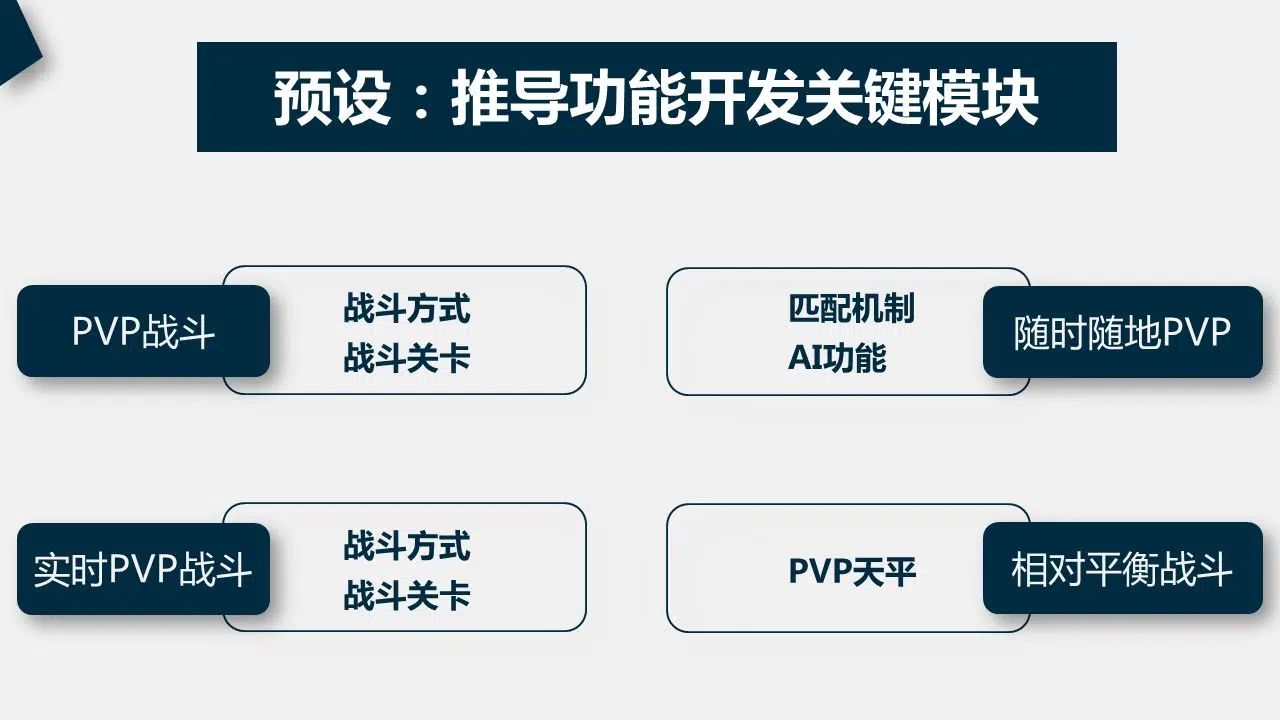 预设：推导功能开发关键模块
PVP战斗
战斗方式
战斗关卡
匹配机制
AI功能
随时随地PVP
实时PVP战斗
战斗方式
战斗关卡
PVP天平
相对平衡战斗